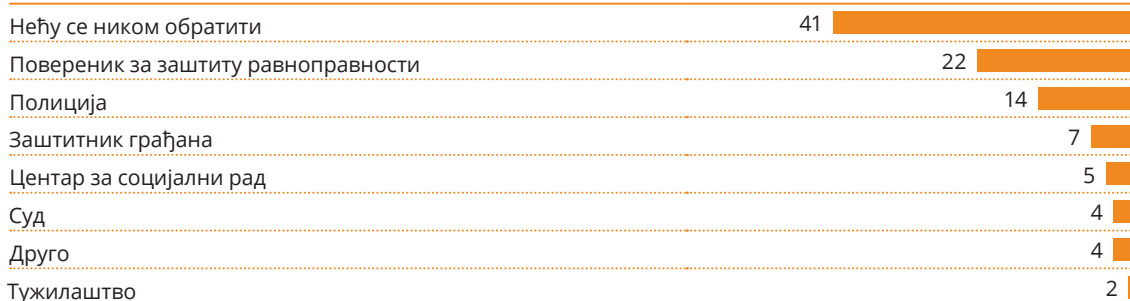 Нећу се ником обратити 41
Повереник за заштиту равноправности 22
Полиција 14
Заштитник грађана 7
Центар за социјални рад 5
Суд 4
Друго 4
Тужилаштво 2